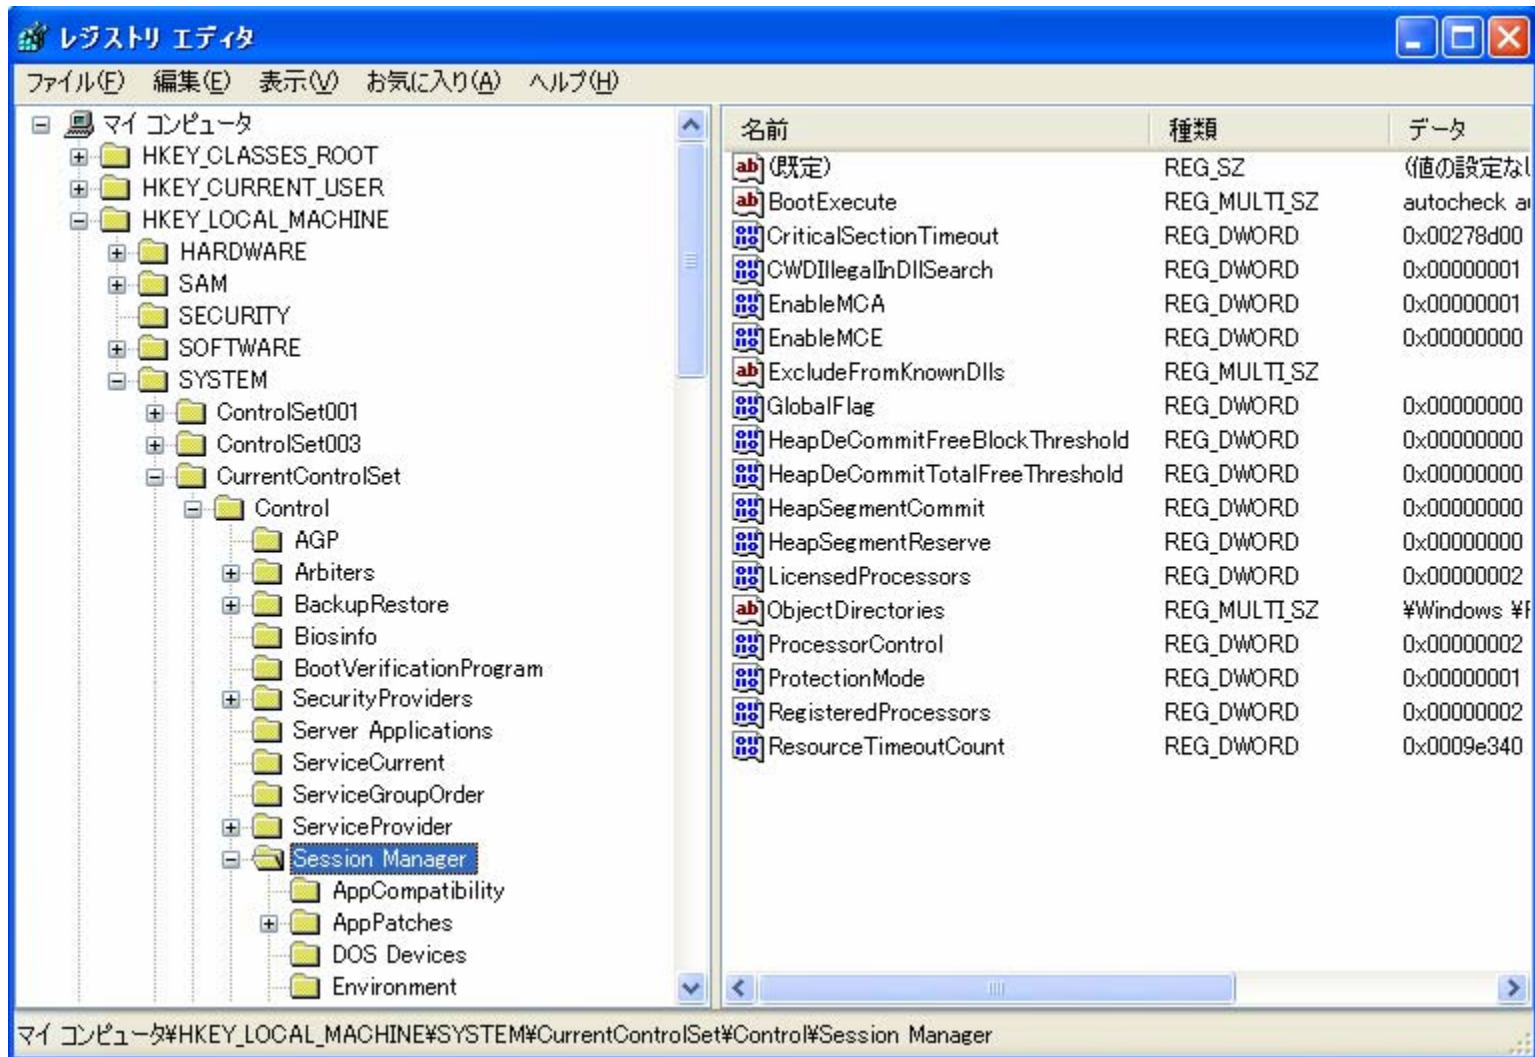 レジストリ エディタ
ファイル(F) 編集(E) 表示(V) お気に入り(A) ヘルプ(H)
マイ コンピュータ
HKEY_CLASSES_ROOT
HKEY_CURRENT_USER
HKEY_LOCAL_MACHINE
HARDWARE
SAM
SECURITY
SOFTWARE
SYSTEM
ControlSet001
ControlSet003
CurrentControlSet
Control
AGP
Arbiters
BackupRestore
Biosinfo
BootVerificationProgram
SecurityProviders
Server Applications
ServiceCurrent
ServiceGroupOrder
ServiceProvider
Session Manager
AppCompatibility
AppPatches
DOS Devices
Environment
名前 種類 データ
(既定) REG_SZ (値の設定なし
BootExecute REG_MULTI_SZ autocheck
CriticalSectionTimeout REG_DWORD 0x00278d00
CWDIllegalInDllSearch REG_DWORD 0x00000001
EnableMCA REG_DWORD 0x00000001
EnableMCE REG_DWORD 0x00000000
ExcludeFromKnownDlls REG_MULTI_SZ
GlobalFlag REG_DWORD 0x00000000
HeapDeCommitFreeBlockThreshold REG_DWORD 0x00000000
HeapDeCommitTotalFreeThreshold REG_DWORD 0x00000000
HeapSegmentCommit REG_DWORD 0x00000000
HeapSegmentReserve REG_DWORD 0x00000000
LicensedProcessors REG_DWORD 0x00000002
ObjectDirectories REG_MULTI_SZ ¥Windows
ProcessorControl REG_DWORD 0x00000002
ProtectionMode REG_DWORD 0x00000001
RegisteredProcessors REG_DWORD 0x00000002
ResourceTimeoutCount REG_DWORD 0x0009e340
マイ コンピュータ¥HKEY_LOCAL_MACHINE¥SYSTEM¥CurrentControlSet¥Control¥Session Manager